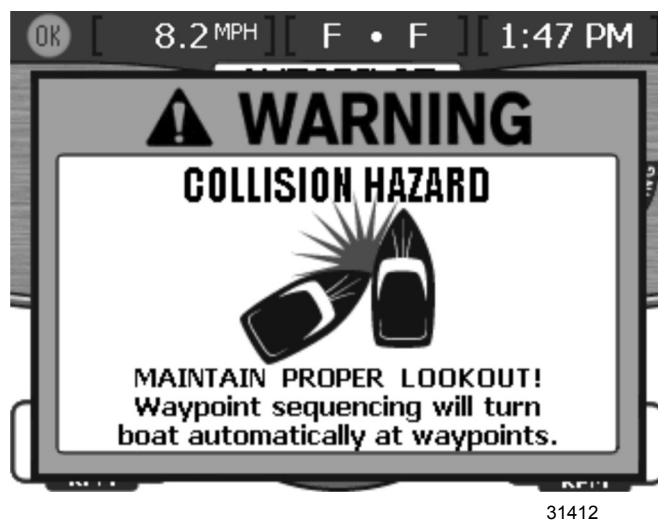 OK [ 8.2 MPH ] [ F • F ] [ 1:47 PM ]
WARNING
COLLISION HAZARD
MAINTAIN PROPER LOOKOUT!
Waypoint sequencing will turn
boat automatically at waypoints.
31412